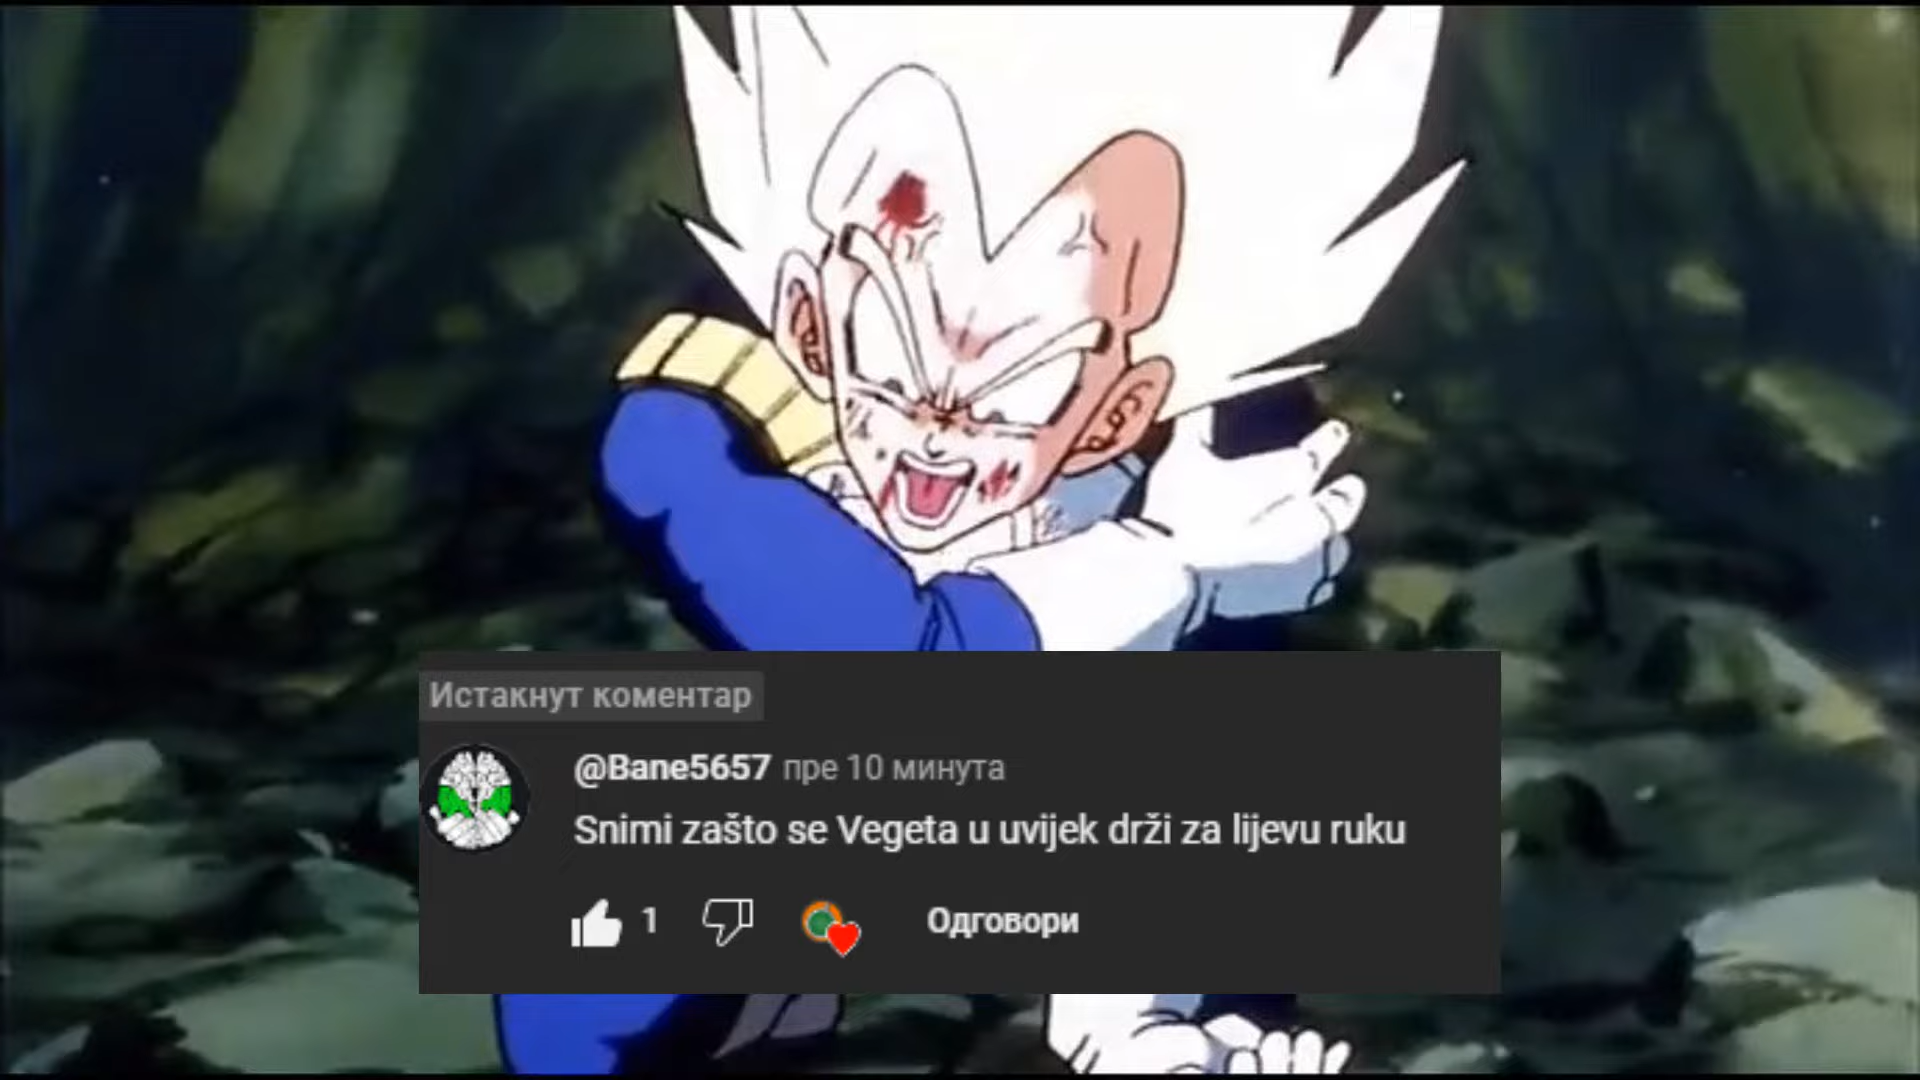 Истакнут коментар
@Bane5657 пре 10 минута
Snimi zašto se Vegeta u uvijek drži za lijevu ruku
1 Одговори